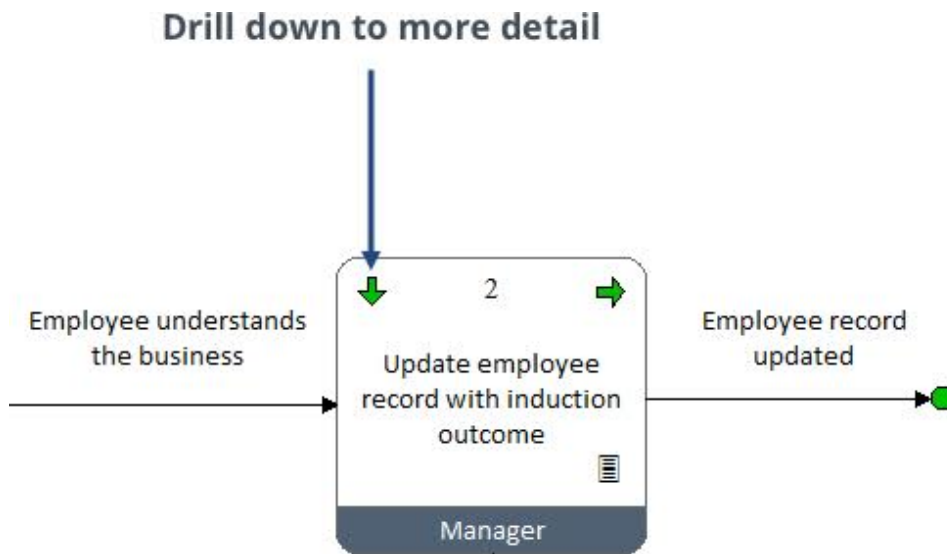 Drill down to more detail
2
Employee understands
the business
Update employee
record with induction
outcome
Employee record
updated
Manager